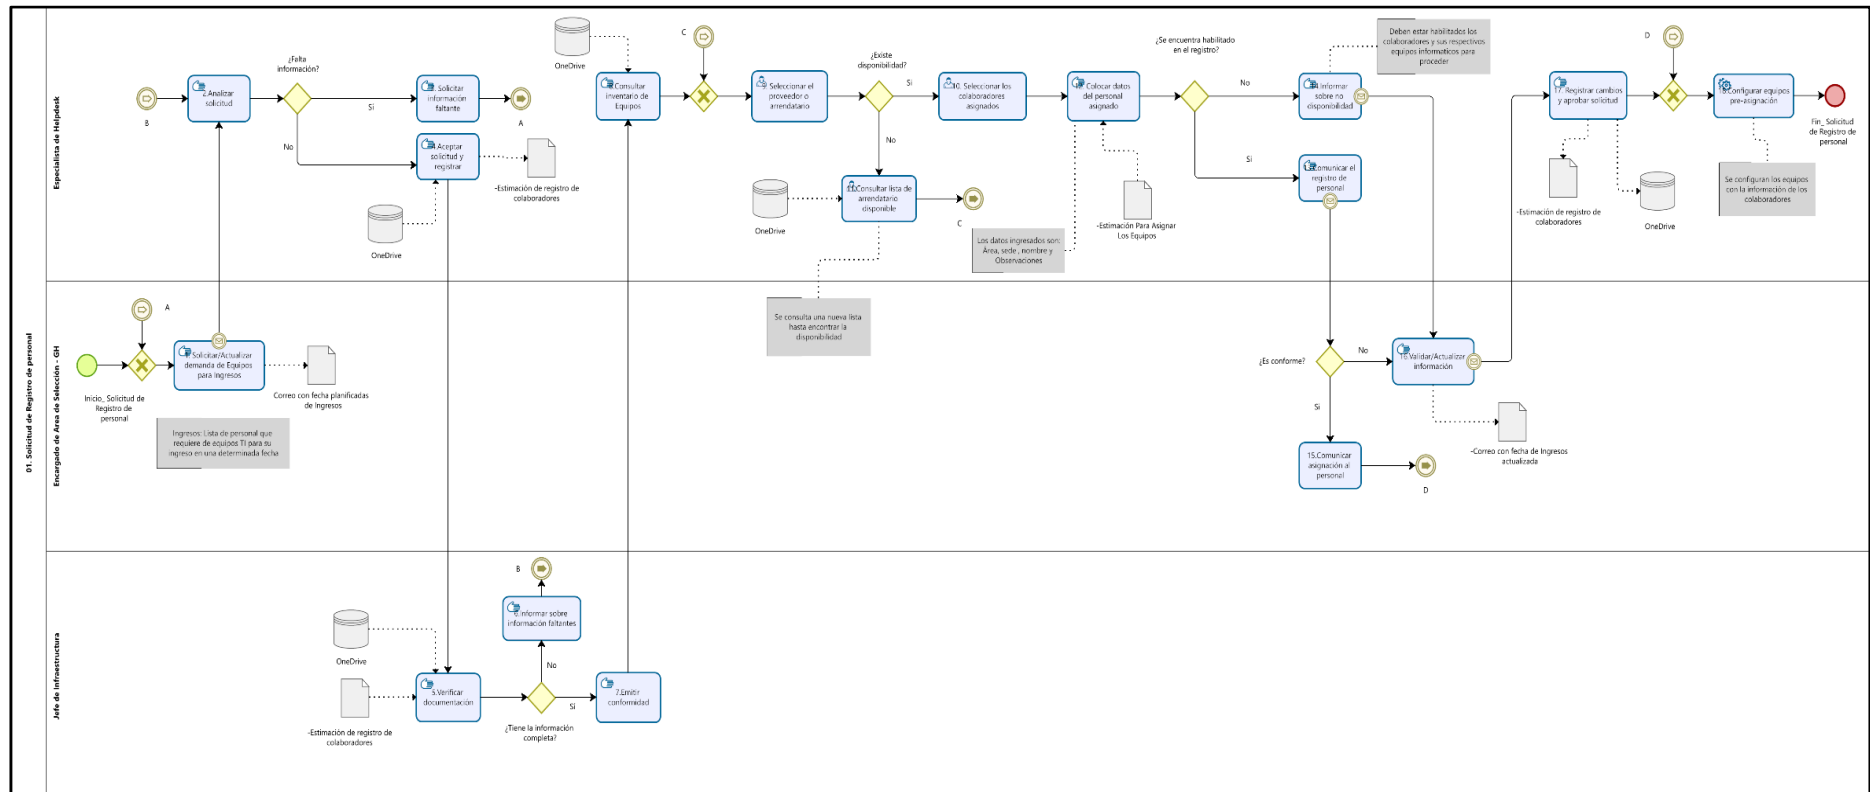 01. Solicitud de Registro de personal
Especialista de Helpdesk
B
2.Analizar
solicitud
¿Falta
información?
Si
No
3. Solicitar
información
faltante
A
4.Aceptar
solicitud y
registrar
-Estimación de registro de
colaboradores
OneDrive
OneDrive
8.Consultar
inventario de
Equipos
C
9. Seleccionar el
proveedor o
arrendatario
¿Existe
disponibilidad?
Si
No
10. Seleccionar los
colaboradores
asignados
Consultar lista de
arrendatario
disponible
OneDrive
C
Se consulta una nueva lista
hasta encontrar la
disponibilidad
Colocar datos
del personal
asignado
Los datos ingresados son:
Área, sede , nombre y
Observaciones
-Estimación Para Asignar
Los Equipos
¿Se encuentra habilitado
en el registro?
No
Si
Informar
sobre no
disponibilidad
Deben estar habilitados los
colaboradores y sus respectivos
equipos informaticos para
proceder
Comunicar el
registro de
personal
17. Registrar cambios
y aprobar solicitud
-Estimación de registro de
colaboradores
OneDrive
D
Configurar equipos
pre-asignación
Se configuran los equipos
con la información de los
colaboradores
Fin_ Solicitud
de Registro de
personal
Encargado de Area de Selección - GH
Inicio_ Solicitud de
Registro de
personal
A
1. Solicitar/Actualizar
demanda de Equipos
para Ingresos
Correo con fecha planificadas
de Ingresos
Ingresos: Lista de personal que
requiere de equipos TI para su
ingreso en una determinada fecha
¿Es conforme?
No
Si
16.Validar/Actualizar
información
-Correo con fecha de Ingresos
actualizada
15.Comunicar
asignación al
personal
D
Jefe de Infraestructura
OneDrive
-Estimación de registro de
colaboradores
5.Verificar
documentación
¿Tiene la información
completa?
No
Sí
B
6.Informar sobre
información faltantes
7.Emitir
conformidad